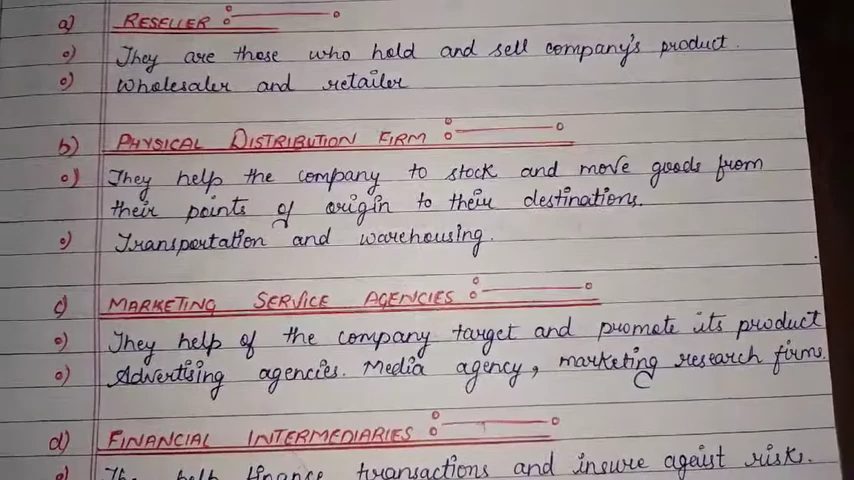 a) RESELLER
o) They are those who hold and sell company's product.
o) Wholesaler and retailer
b) PHYSICAL DISTRIBUTION FIRM
o) They help the company to stock and move goods from
their points of origin to their destinations.
o) Transportation and warehousing.
c) MARKETING SERVICE AGENCIES
o) They help of the company target and promote its product
o) Advertising agencies. Media agency, marketing research firms.
d) FINANCIAL INTERMEDIARIES
o) They help finance transactions and insure ageist risks.